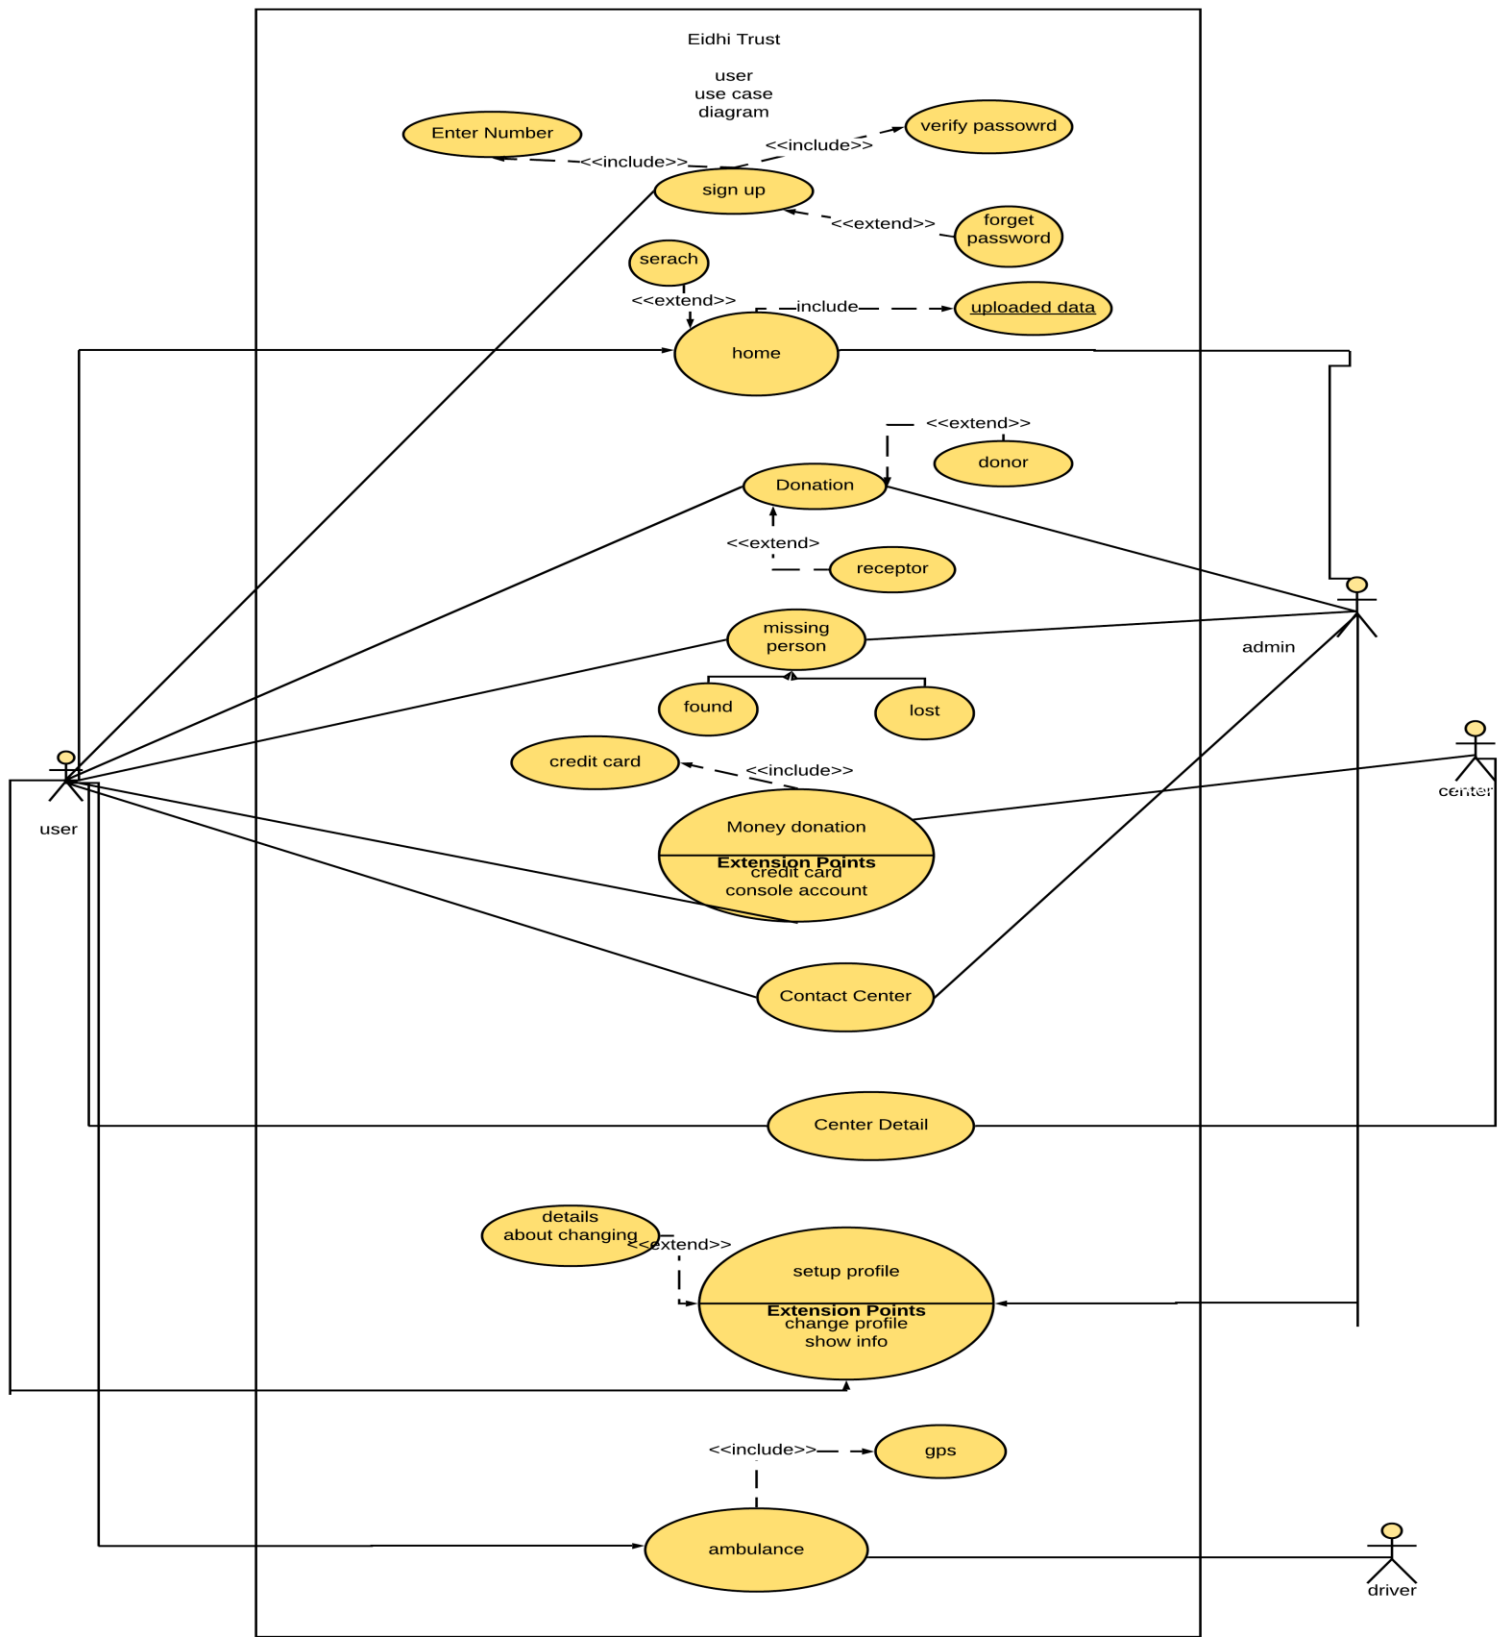 Eidhi Trust
user
use case
diagram
Enter Number
verify passowrd
<<include>>
<<include>>
sign up
forget
password
<<extend>>
serach
<<extend>>
include
uploaded data
home
<<extend>>
donor
Donation
<<extend>
receptor
missing
person
admin
found
lost
credit card
<<include>>
center
user
Money donation
Extension Points
credit card
console account
Contact Center
Center Detail
details
about changing
<<extend>>
setup profile
Extension Points
change profile
show info
<<include>>
gps
ambulance
driver